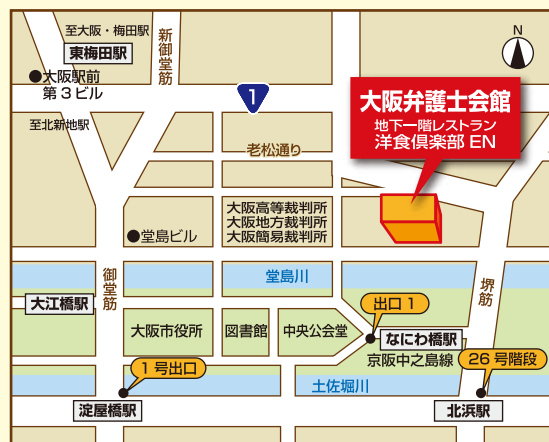 至大阪・梅田駅
東梅田駅
新御堂筋
N
大阪駅前
第3ビル
1
大阪弁護士会館
地下一階レストラン
洋食倶楽部 EN
至北新地駅
老松通り
大阪高等裁判所
大阪地方裁判所
大阪簡易裁判所
堂島ビル
御堂筋
堂島川
堺筋
大江橋駅
出口1
大阪市役所
図書館
中央公会堂
なにわ橋駅
京阪中之島線
1号出口
26号階段
土佐堀川
淀屋橋駅
北浜駅